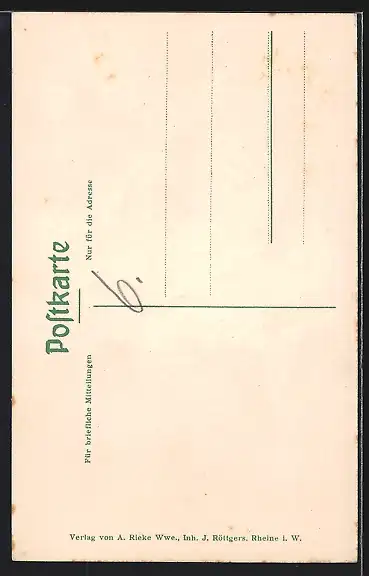 Postkarte
Für briefliche Mitteilungen
Nur für die Adresse
6.
Verlag von A. Rieke Wwe., Inh. J. Röttgers, Rheine i. W.